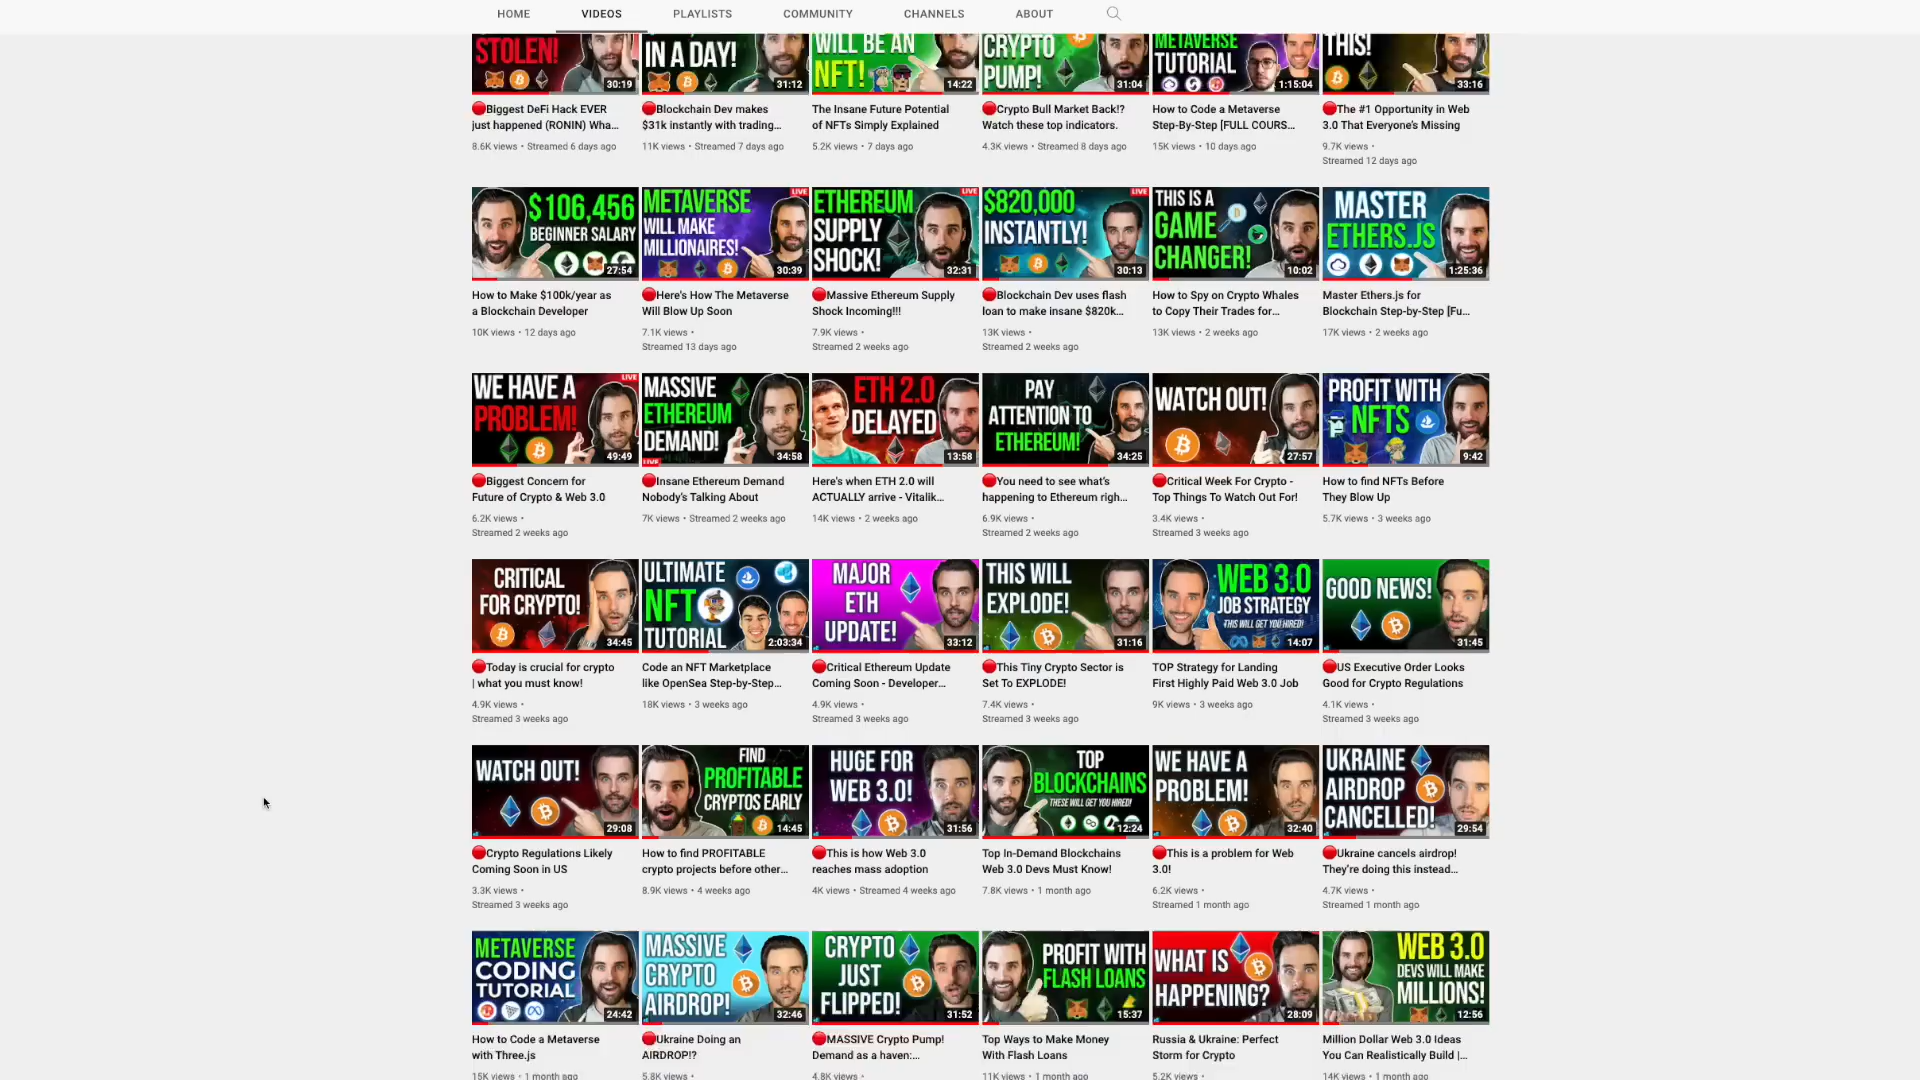 HOME VIDEOS PLAYLISTS COMMUNITY CHANNELS ABOUT
STOLEN!
30:19
IN A DAY!
31:12
WILL BE AN
NFT!
14:22
CRYPTO
PUMP!
31:04
METAVERSE
TUTORIAL
1:15:04
THIS!
33:16
Biggest DeFi Hack EVER
just happened (RONIN) Wha...
8.6K views • Streamed 6 days ago
Blockchain Dev makes
$31k instantly with trading...
11K views • Streamed 7 days ago
The Insane Future Potential
of NFTs Simply Explained
5.2K views • 7 days ago
Crypto Bull Market Back!?
Watch these top indicators.
4.3K views • Streamed 8 days ago
How to Code a Metaverse
Step-By-Step [FULL COURS...
15K views • 10 days ago
The #1 Opportunity in Web
3.0 That Everyone's Missing
9.7K views •
Streamed 12 days ago
$106,456
BEGINNER SALARY
27:54
LIVE
METAVERSE
WILL MAKE
MILLIONAIRES!
30:39
LIVE
ETHEREUM
SUPPLY
SHOCK!
32:31
LIVE
$820,000
INSTANTLY!
30:13
THIS IS A
GAME
CHANGER!
10:02
MASTER
ETHERS.JS
1:25:36
How to Make $100k/year as
a Blockchain Developer
10K views • 12 days ago
Here's How The Metaverse
Will Blow Up Soon
7.1K views •
Streamed 13 days ago
Massive Ethereum Supply
Shock Incoming!!!
7.9K views •
Streamed 2 weeks ago
Blockchain Dev uses flash
loan to make insane $820k...
13K views •
Streamed 2 weeks ago
How to Spy on Crypto Whales
to Copy Their Trades for...
13K views • 2 weeks ago
Master Ethers.js for
Blockchain Step-by-Step [Fu...
17K views • 2 weeks ago
LIVE
WE HAVE A
PROBLEM!
49:49
MASSIVE
ETHEREUM
DEMAND!
LIVE
34:58
ETH 2.0
DELAYED
13:58
PAY
ATTENTION TO
ETHEREUM!
34:25
WATCH OUT!
27:57
PROFIT WITH
NFTS
9:42
Biggest Concern for
Future of Crypto & Web 3.0
6.2K views •
Streamed 2 weeks ago
Insane Ethereum Demand
Nobody's Talking About
7K views • Streamed 2 weeks ago
Here's when ETH 2.0 will
ACTUALLY arrive - Vitalik...
14K views • 2 weeks ago
You need to see what's
happening to Ethereum righ...
6.9K views •
Streamed 2 weeks ago
Critical Week For Crypto -
Top Things To Watch Out For!
3.4K views •
Streamed 3 weeks ago
How to find NFTs Before
They Blow Up
5.7K views • 3 weeks ago
CRITICAL
FOR CRYPTO!
34:45
ULTIMATE
NFT
TUTORIAL
2:03:34
MAJOR
ETH
UPDATE!
33:12
THIS WILL
EXPLODE!
31:16
WEB 3.0
JOB STRATEGY
THIS WILL GET YOU HIRED!
14:07
GOOD NEWS!
31:45
Today is crucial for crypto
| what you must know!
4.9K views •
Streamed 3 weeks ago
Code an NFT Marketplace
like OpenSea Step-by-Step...
18K views • 3 weeks ago
Critical Ethereum Update
Coming Soon - Developer...
4.9K views •
Streamed 3 weeks ago
This Tiny Crypto Sector is
Set To EXPLODE!
7.4K views •
Streamed 3 weeks ago
TOP Strategy for Landing
First Highly Paid Web 3.0 Job
9K views • 3 weeks ago
US Executive Order Looks
Good for Crypto Regulations
4.1K views •
Streamed 3 weeks ago
WATCH OUT!
29:08
FIND
PROFITABLE
CRYPTOS EARLY
14:45
HUGE FOR
WEB 3.0!
31:56
TOP
BLOCKCHAINS
THESE WILL GET YOU HIRED!
12:24
WE HAVE A
PROBLEM!
32:40
UKRAINE
AIRDROP
CANCELLED!
29:54
Crypto Regulations Likely
Coming Soon in US
3.3K views •
Streamed 3 weeks ago
How to find PROFITABLE
crypto projects before other...
8.9K views • 4 weeks ago
This is how Web 3.0
reaches mass adoption
4K views • Streamed 4 weeks ago
Top In-Demand Blockchains
Web 3.0 Devs Must Know!
7.8K views • 1 month ago
This is a problem for Web
3.0!
6.2K views •
Streamed 1 month ago
Ukraine cancels airdrop!
They're doing this instead...
4.7K views •
Streamed 1 month ago
METAVERSE
CODING
TUTORIAL
24:42
MASSIVE
CRYPTO
AIRDROP!
32:46
CRYPTO
JUST
FLIPPED!
31:52
PROFIT WITH
FLASH LOANS
15:37
WHAT IS
HAPPENING?
28:09
WEB 3.0
DEVS WILL MAKE
MILLIONS!
12:56
How to Code a Metaverse
with Three.js
15K views • 1 month ago
Ukraine Doing an
AIRDROP!?
5.8K views •
MASSIVE Crypto Pump!
Demand as a haven:...
4.8K views •
Top Ways to Make Money
With Flash Loans
11K views • 1 month ago
Russia & Ukraine: Perfect
Storm for Crypto
5.2K views •
Million Dollar Web 3.0 Ideas
You Can Realistically Build |...
14K views • 1 month ago